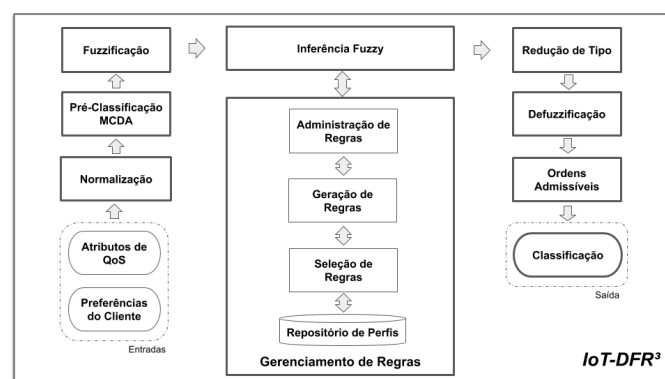 Fuzzificação
Inferência Fuzzy
Redução de Tipo
Pré-Classificação
MCDA
Administração de
Regras
Defuzzificação
Normalização
Geração de
Regras
Ordens
Admissíveis
Atributos de
QoS
Seleção de
Regras
Classificação
Saída
Preferências
do Cliente
Entradas
Repositório de Perfis
Gerenciamento de Regras
IoT-DFR³